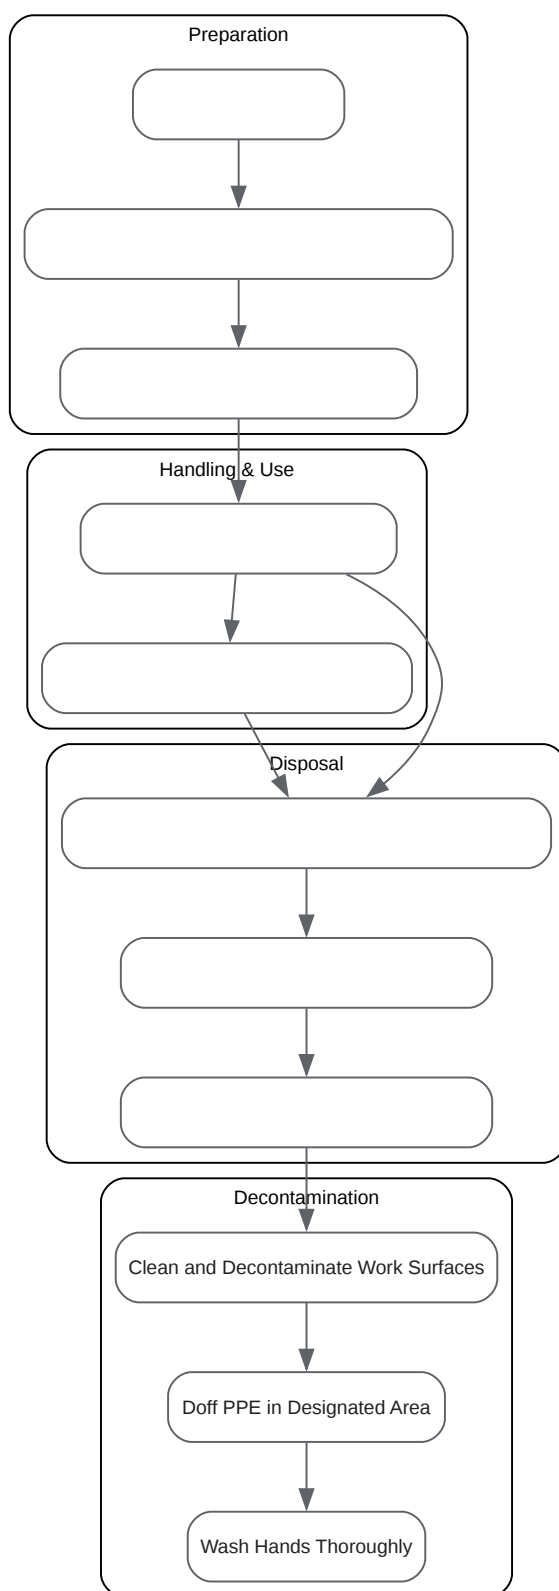 Preparation
Handling & Use
Disposal
Decontamination
Clean and Decontaminate Work Surfaces
Doff PPE in Designated Area
Wash Hands Thoroughly